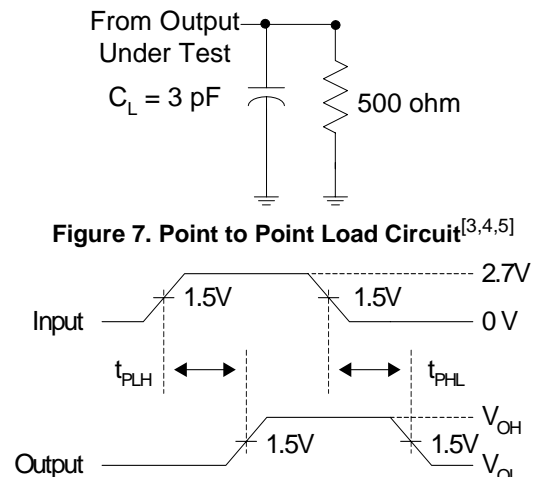 From Output
Under Test
C_L = 3 pF
500 ohm
Figure 7. Point to Point Load Circuit[3,4,5]
2.7V
1.5V 1.5V
Input 0 V
t_PLH t_PHL
V_OH
1.5V 1.5V
Output V_OL